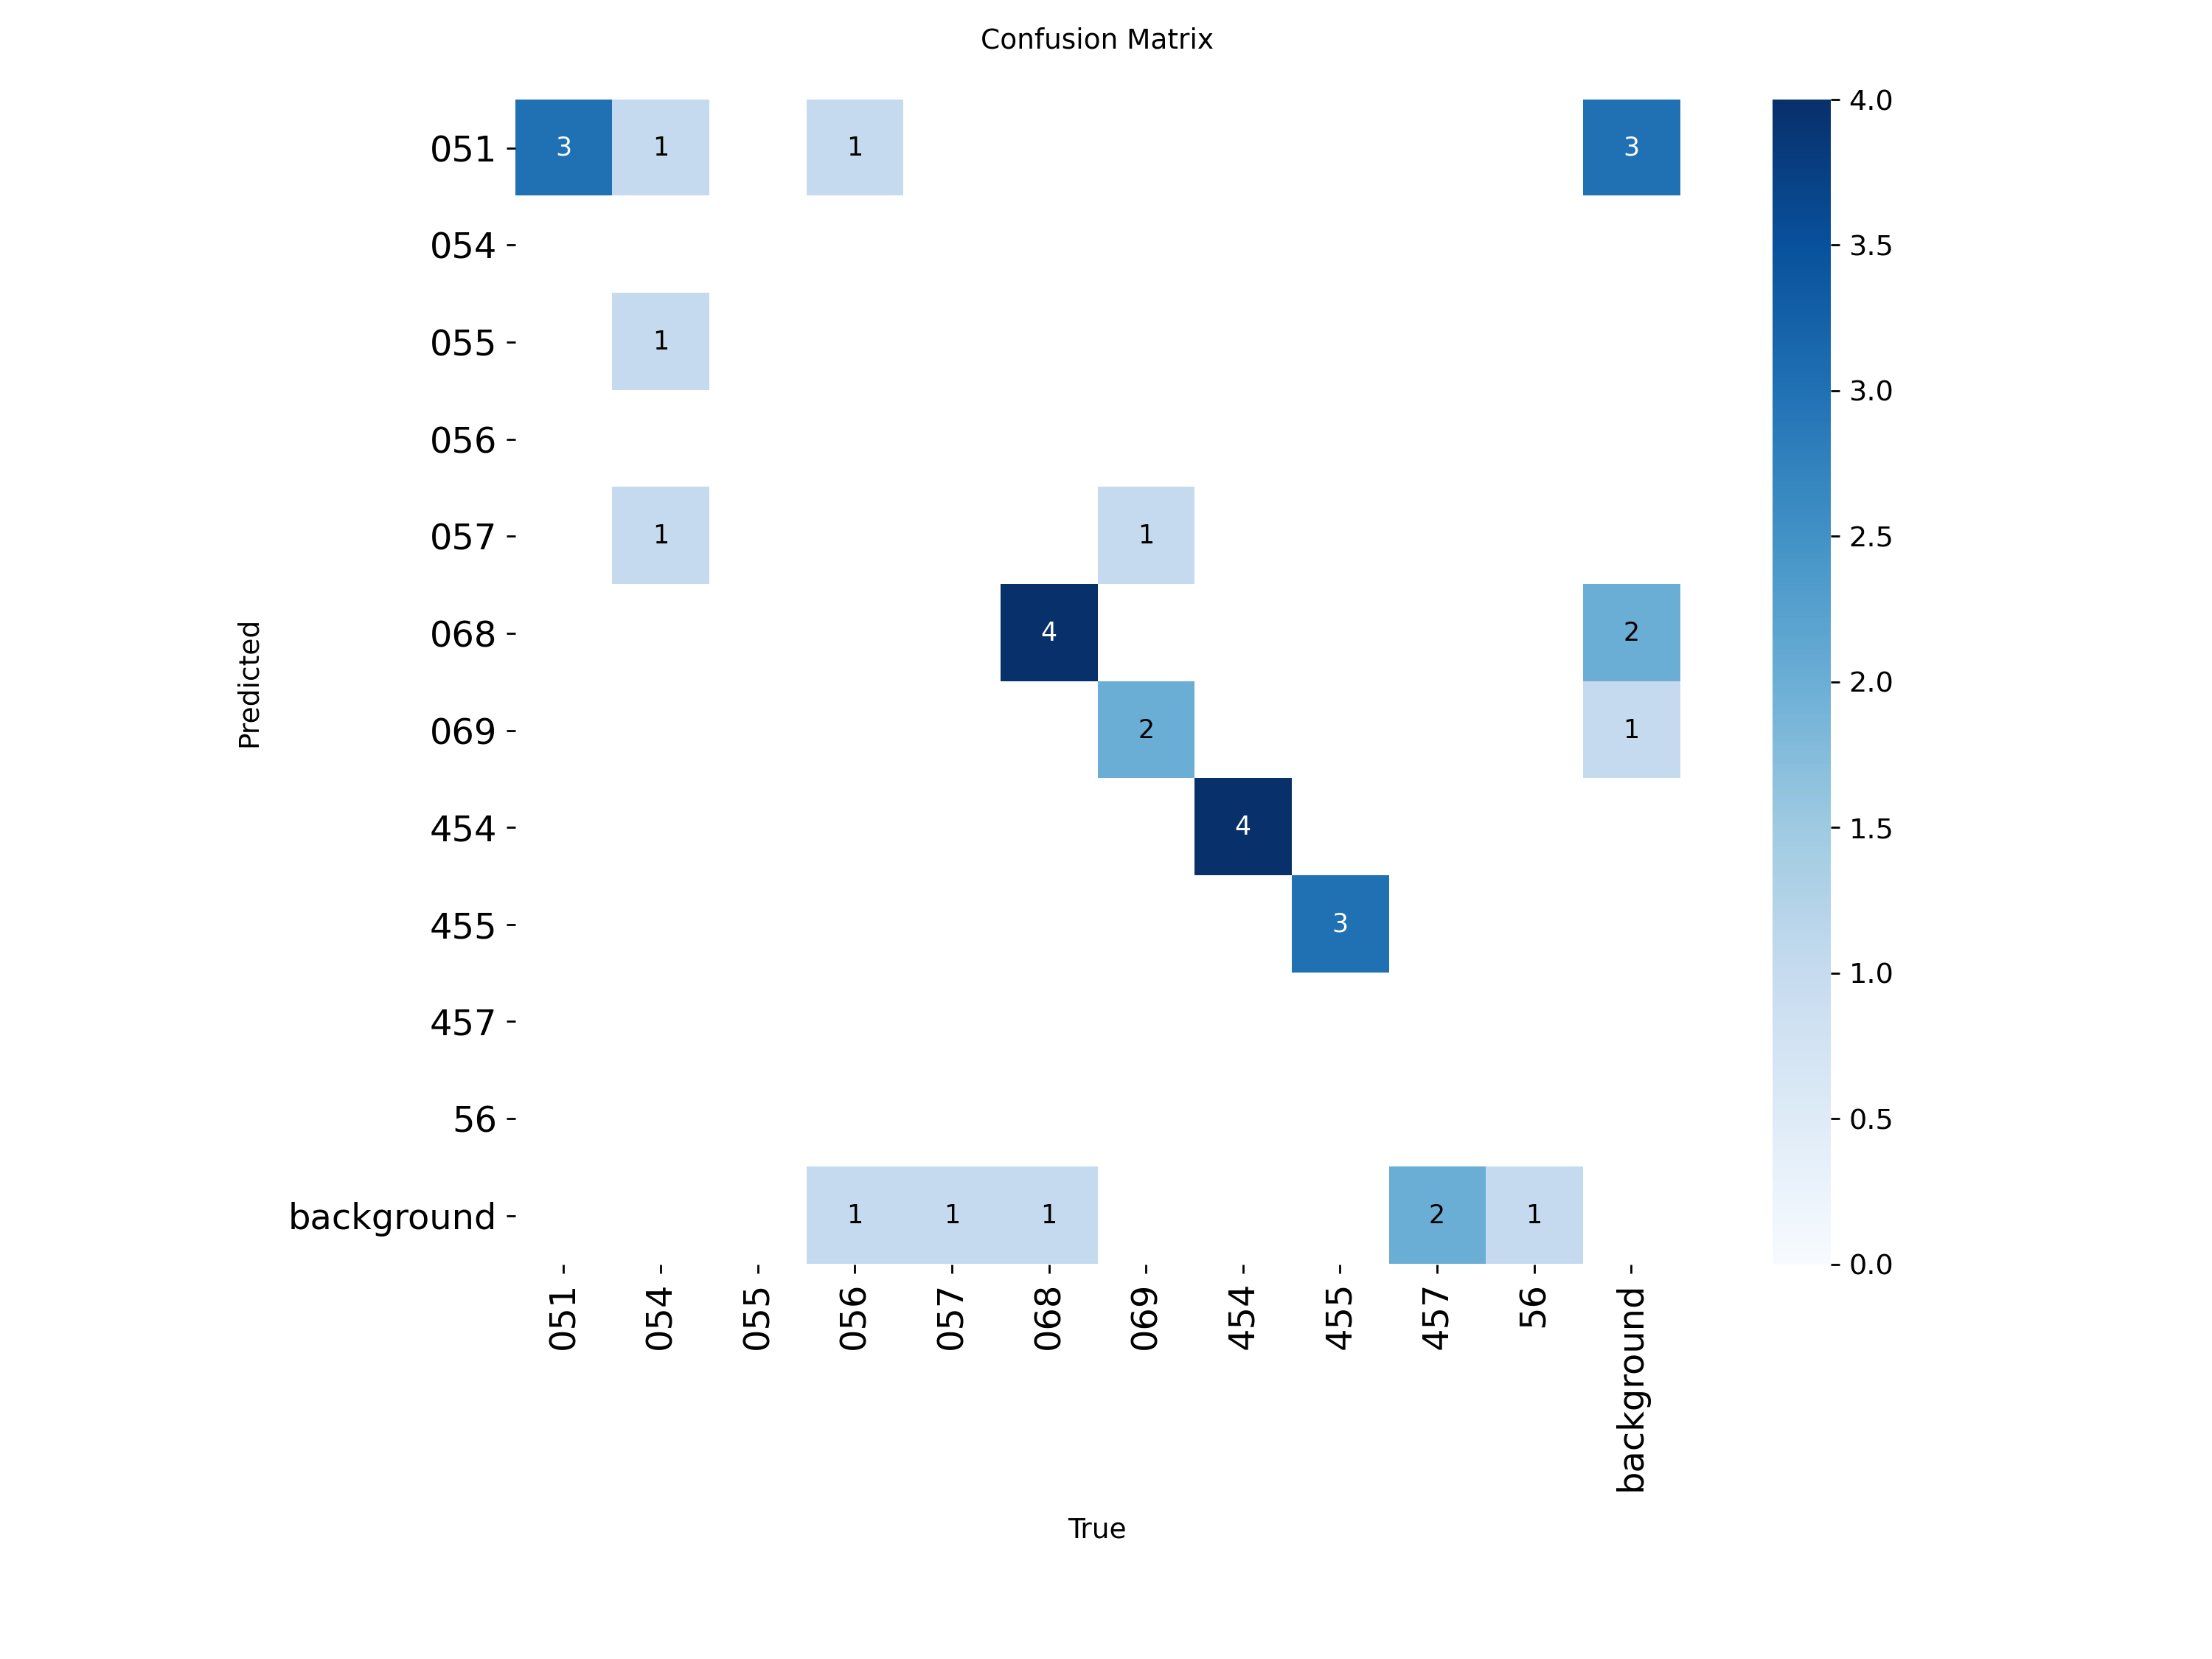 Confusion Matrix
051 3 1 1 3 4.0
054 3.5
055 1
3.0
056
057 1 1 2.5
Predicted
068 4 2
2.0
069 2 1
454 4 1.5
455 3
1.0
457
56 0.5
background 1 1 1 2 1
0.0
051 054 055 056 057 068 069 454 455 457 56 background
True